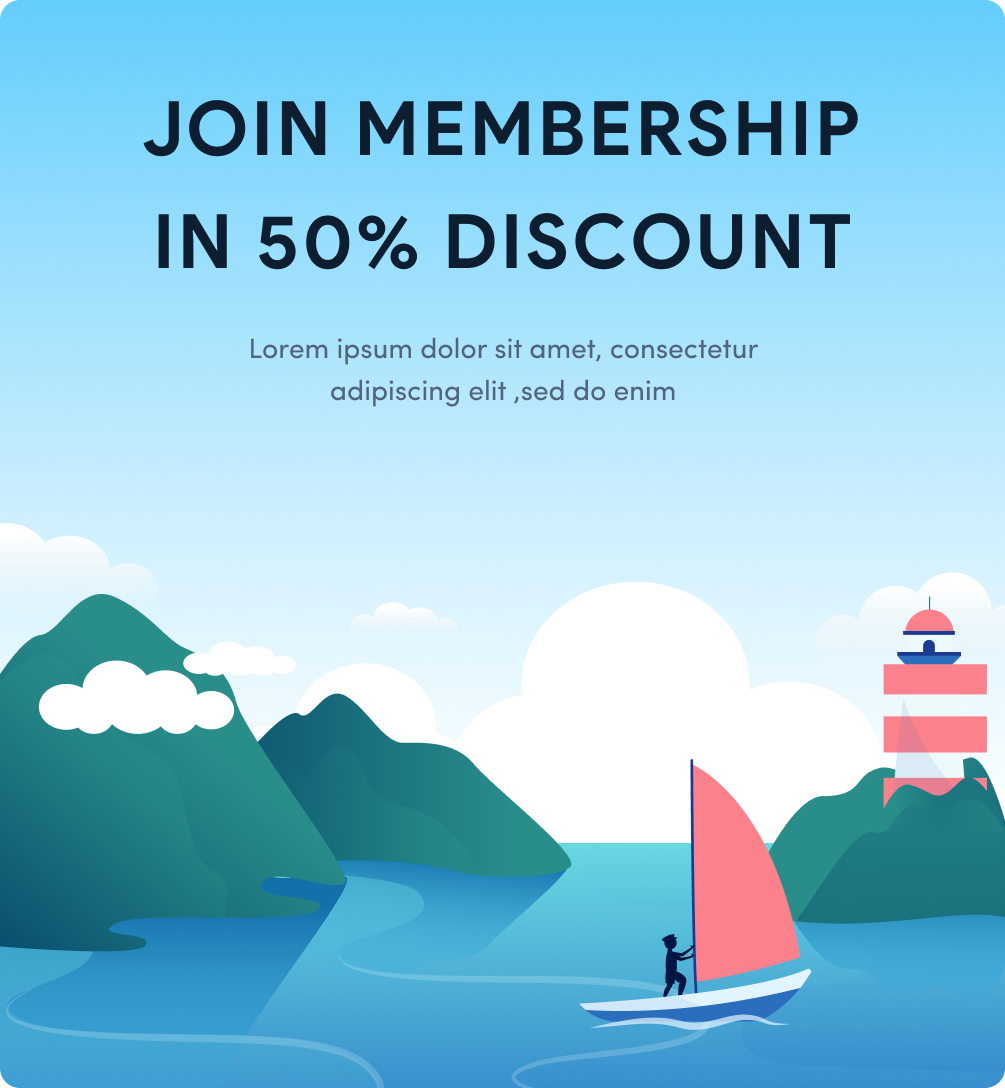 JOIN MEMBERSHIP
IN 50% DISCOUNT
Lorem ipsum dolor sit amet, consectetur
adipiscing elit ,sed do enim